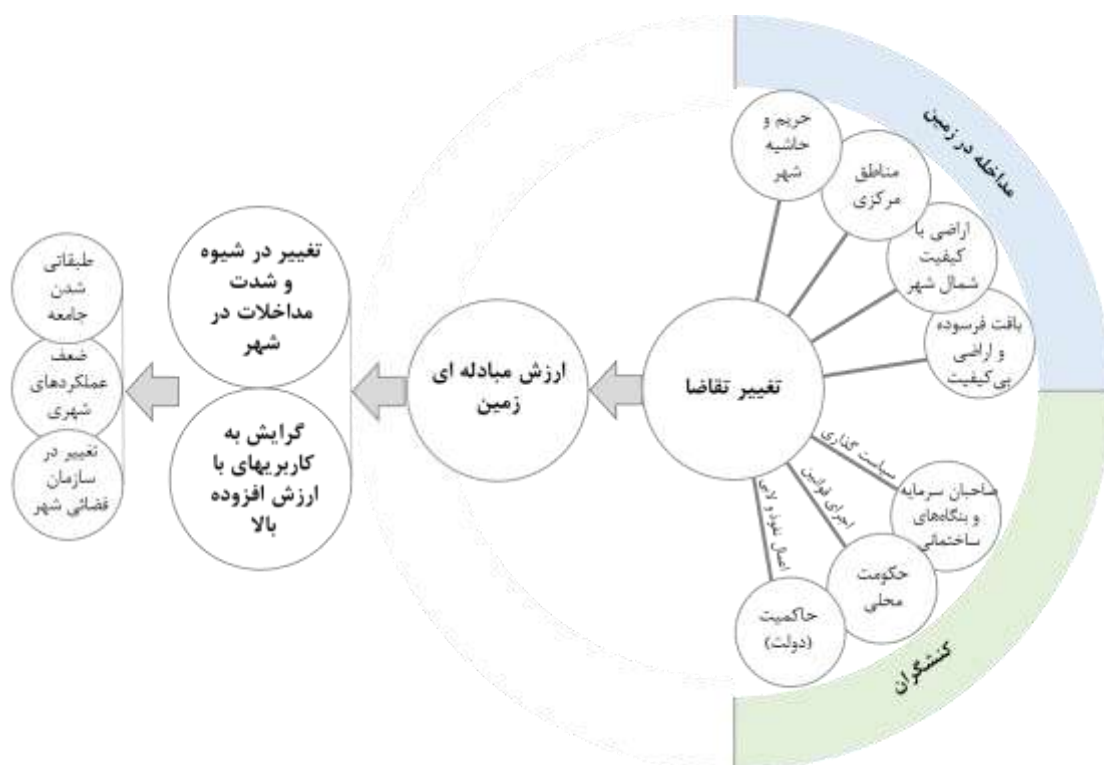 مداخله در زمین
حریم و
حاشیه
شهر
مناطق
مرکزی
اراضی با
کیفیت
شمال شهر
بافت فرسوده
و اراضی
بی‌کیفیت
تغییر تقاضا
ارزش مبادله ای
زمین
تغییر در شیوه
و شدت
مداخلات در
شهر
گرایش به
کاربریهای با
ارزش افزوده
بالا
طبقاتی
شدن
جامعه
ضعف
عملکردهای
شهری
تغییر در
سازمان
فضائی شهر
سیاست گذاری
اجرای قوانین
اعمال نفوذ و لابی
صاحبان سرمایه
و بنگاه‌های
ساختمانی
حکومت
محلی
حاکمیت
(دولت)
کنشگران